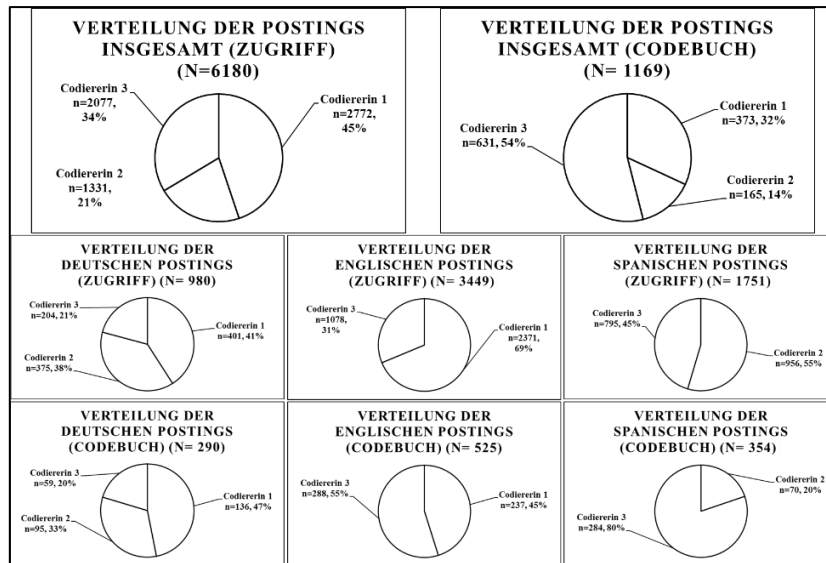 VERTEILUNG DER POSTINGS
INSGESAMT (ZUGRIFF)
(N=6180)
Codiererin 3
n=2077,
34%
Codiererin 1
n=2772,
45%
Codiererin 2
n=1331,
21%
VERTEILUNG DER POSTINGS
INSGESAMT (CODEBUCH)
(N= 1169)
Codiererin 1
n=373, 32%
Codiererin 3
n=631, 54%
Codiererin 2
n=165, 14%
VERTEILUNG DER
DEUTSCHEN POSTINGS
(ZUGRIFF) (N= 980)
Codiererin 3
n=204, 21%
Codiererin 1
n=401, 41%
Codiererin 2
n=375, 38%
VERTEILUNG DER
ENGLISCHEN POSTINGS
(ZUGRIFF) (N= 3449)
Codiererin 3
n=1078,
31%
Codiererin 1
n=2371,
69%
VERTEILUNG DER
SPANISCHEN POSTINGS
(ZUGRIFF) (N= 1751)
Codiererin 3
n=795, 45%
Codiererin 2
n=956, 55%
VERTEILUNG DER
DEUTSCHEN POSTINGS
(CODEBUCH) (N= 290)
Codiererin 3
n=59, 20%
Codiererin 1
n=136, 47%
Codiererin 2
n=95, 33%
VERTEILUNG DER
ENGLISCHEN POSTINGS
(CODEBUCH) (N= 525)
Codiererin 3
n=288, 55%
Codiererin 1
n=237, 45%
VERTEILUNG DER
SPANISCHEN POSTINGS
(CODEBUCH) (N= 354)
Codiererin 2
n=70, 20%
Codiererin 3
n=284, 80%